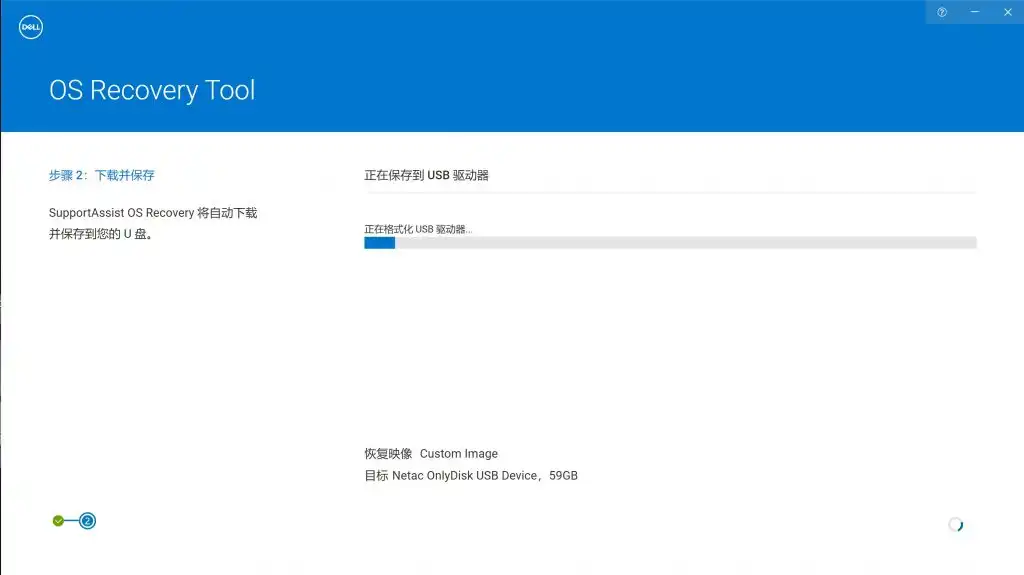 DELL
OS Recovery Tool
步骤 2：下载并保存
SupportAssist OS Recovery 将自动下载
并保存到您的 U 盘。
正在保存到 USB 驱动器
正在格式化 USB 驱动器...
恢复映像 Custom Image
目标 Netac OnlyDisk USB Device，59GB
2